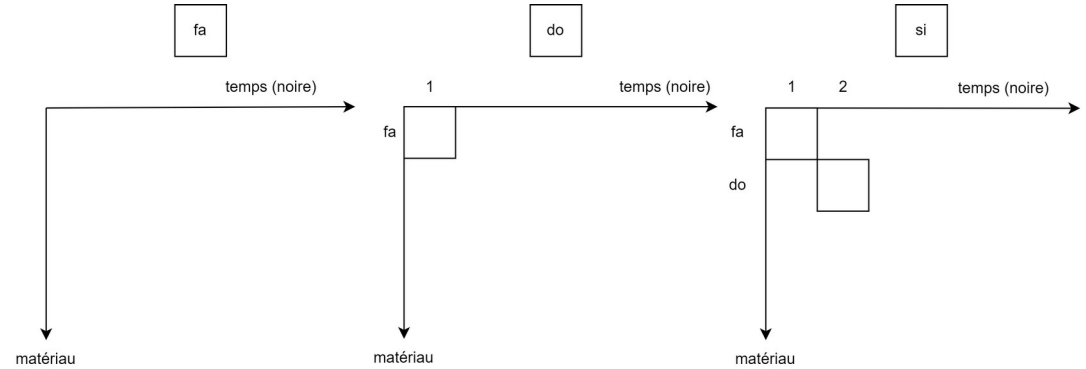 fa
temps (noire)
matériau
do
1
temps (noire)
fa
matériau
si
1 2
temps (noire)
fa
do
matériau